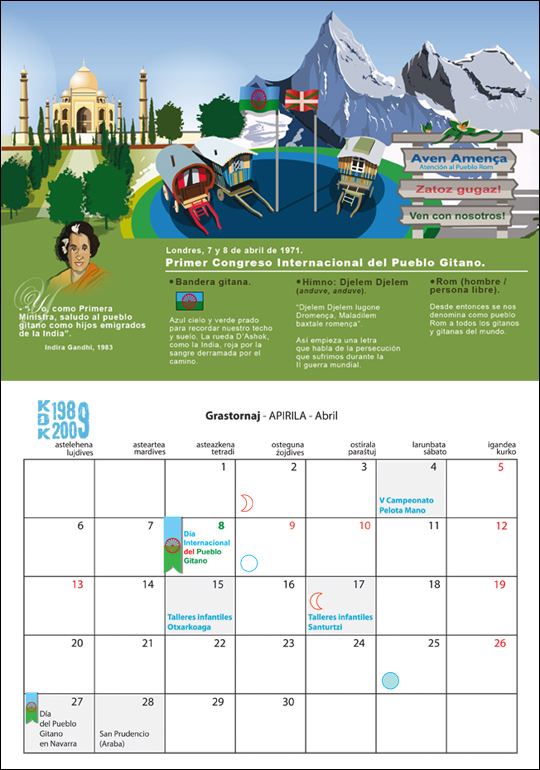 Aven Amença
Atención al Pueblo Rom
Zatoz gugaz!
Ven con nosotros!
Londres, 7 y 8 de abril de 1971.
Primer Congreso Internacional del Pueblo Gitano.
"Yo, como Primera
Ministra, saludo al pueblo
gitano como hijos emigrados
de la India".
Indira Gandhi, 1983
•Bandera gitana.
Azul cielo y verde prado
para recordar nuestro techo
y suelo. La rueda D'Ashok,
como la India, roja por la
sangre derramada por el
camino.
•Himno: Djelem Djelem
(anduve, anduve).
"Djelem Djelem lugone
Dromença, Maladilem
baxtale romença".
Así empieza una letra
que habla de la persecución
que sufrimos durante la
II guerra mundial.
•Rom (hombre /
persona libre).
Desde entonces se nos
denomina como pueblo
Rom a todos los gitanos
y gitanas del mundo.
KDK 1989 2009
Grastornaj - APIRILA - Abril
astelehena asteartea asteazkena osteguna ostirala larunbata igandea
lujdives mardives tetradi żojdives paraśtuj sábato kurko
1 2 3 4 5
V Campeonato
Pelota Mano
6 7 8 9 10 11 12
Día
Internacional
del Pueblo
Gitano
13 14 15 16 17 18 19
Talleres infantiles
Otxarkoaga
Talleres infantiles
Santurtzi
20 21 22 23 24 25 26
27 28 29 30
Día
del Pueblo
Gitano
en Navarra
San Prudencio
(Araba)